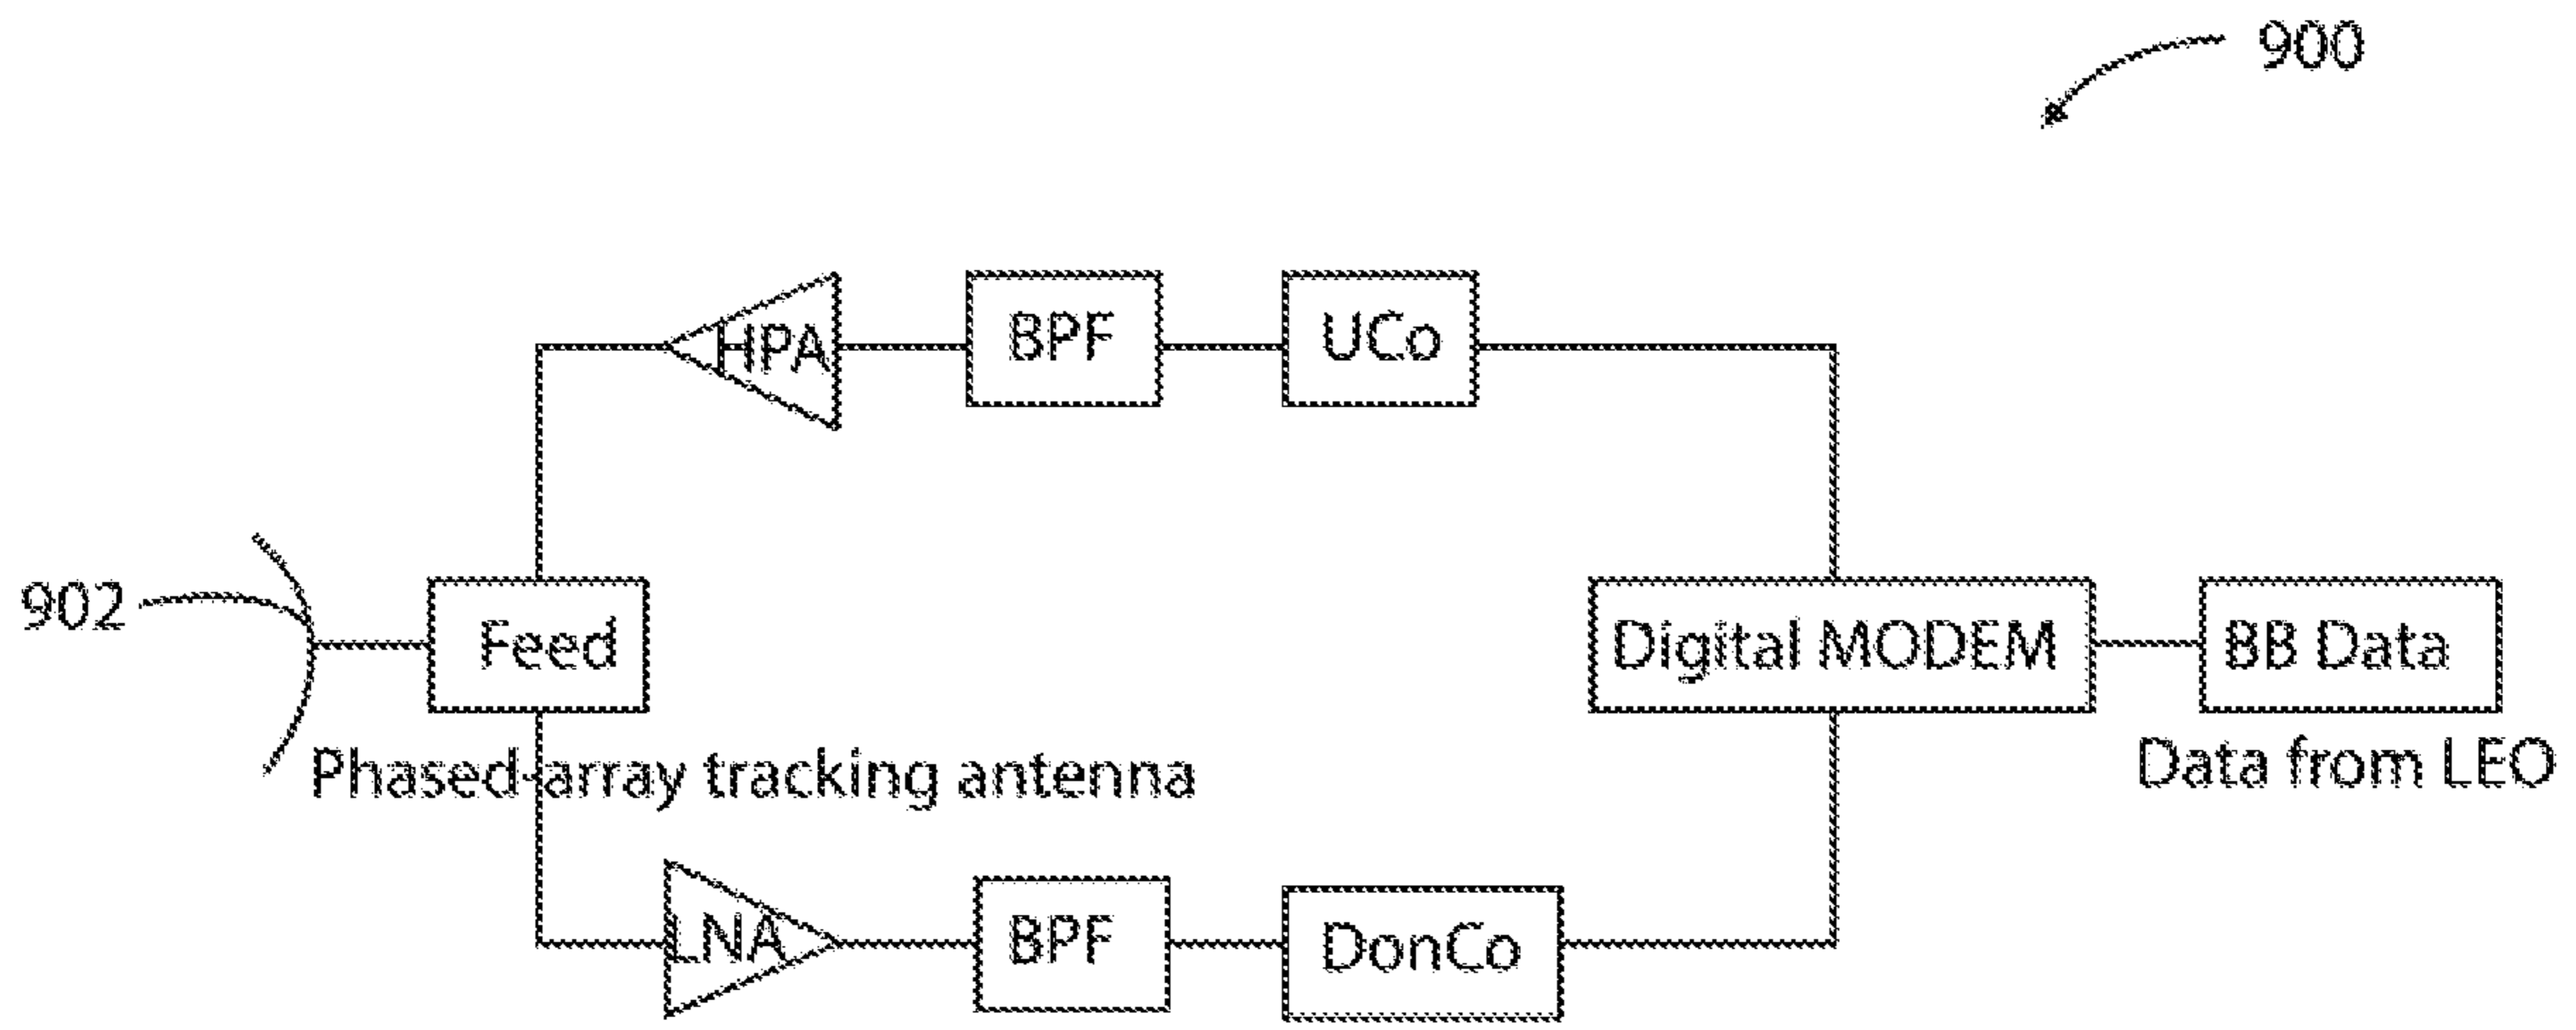 900
HPA
BPF
UCo
902
Feed
Digital MODEM
BB Data
Phased-array tracking antenna
Data from LEO
LNA
BPF
DonCo